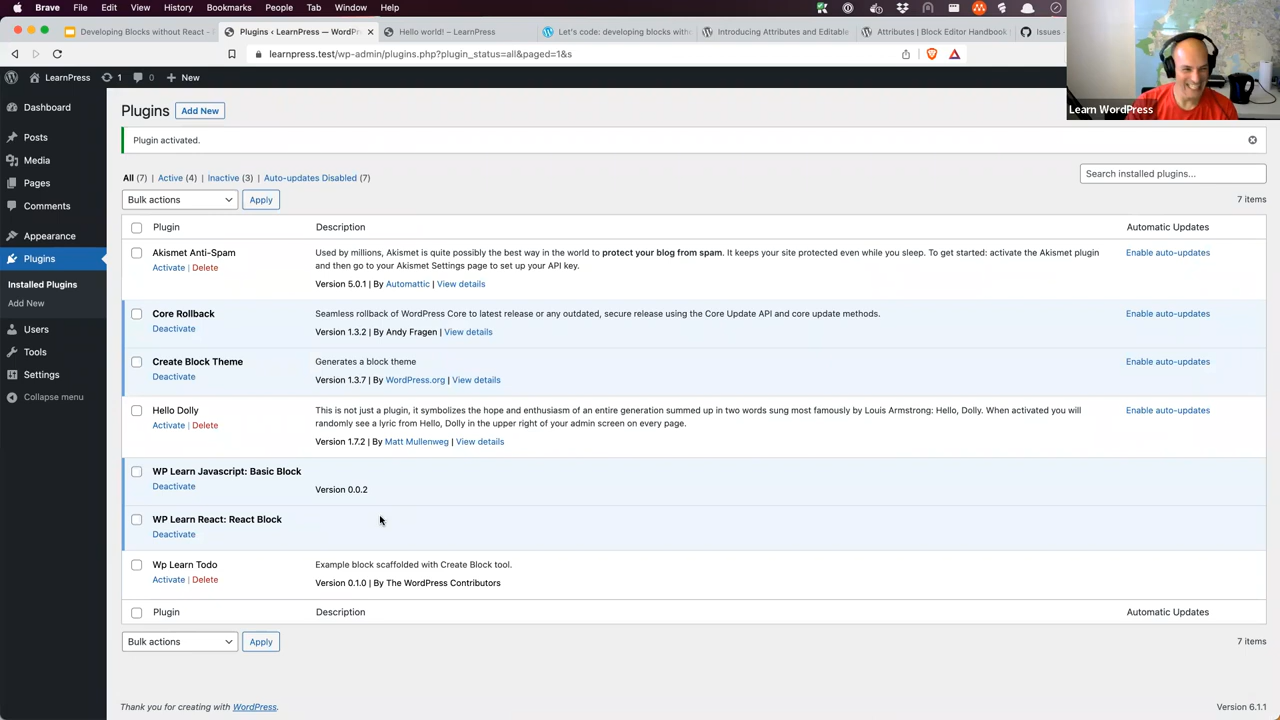 Brave
File
Edit
View
History
Bookmarks
People
Tab
Window
Help
Developing Blocks without React -
Plugins ‹ LearnPress — WordPr
Hello world! – LearnPress
Let's code: developing blocks with
Introducing Attributes and Editable
Attributes | Block Editor Handbook
Issues ·
learnpress.test/wp-admin/plugins.php?plugin_status=all&paged=1&s
LearnPress
1
0
New
Learn WordPress
Dashboard
Posts
Media
Pages
Comments
Appearance
Plugins
Installed Plugins
Add New
Users
Tools
Settings
Collapse menu
Plugins
Add New
Plugin activated.
All (7) | Active (4) | Inactive (3) | Auto-updates Disabled (7)
Search installed plugins...
Bulk actions
Apply
7 items
Plugin
Description
Automatic Updates
Akismet Anti-Spam
Activate | Delete
Used by millions, Akismet is quite possibly the best way in the world to protect your blog from spam. It keeps your site protected even while you sleep. To get started: activate the Akismet plugin
and then go to your Akismet Settings page to set up your API key.
Version 5.0.1 | By Automattic | View details
Enable auto-updates
Core Rollback
Deactivate
Seamless rollback of WordPress Core to latest release or any outdated, secure release using the Core Update API and core update methods.
Version 1.3.2 | By Andy Fragen | View details
Enable auto-updates
Create Block Theme
Deactivate
Generates a block theme
Version 1.3.7 | By WordPress.org | View details
Enable auto-updates
Hello Dolly
Activate | Delete
This is not just a plugin, it symbolizes the hope and enthusiasm of an entire generation summed up in two words sung most famously by Louis Armstrong: Hello, Dolly. When activated you will
randomly see a lyric from Hello, Dolly in the upper right of your admin screen on every page.
Version 1.7.2 | By Matt Mullenweg | View details
Enable auto-updates
WP Learn Javascript: Basic Block
Deactivate
Version 0.0.2
WP Learn React: React Block
Deactivate
Wp Learn Todo
Activate | Delete
Example block scaffolded with Create Block tool.
Version 0.1.0 | By The WordPress Contributors
Plugin
Description
Automatic Updates
Bulk actions
Apply
7 items
Thank you for creating with WordPress.
Version 6.1.1